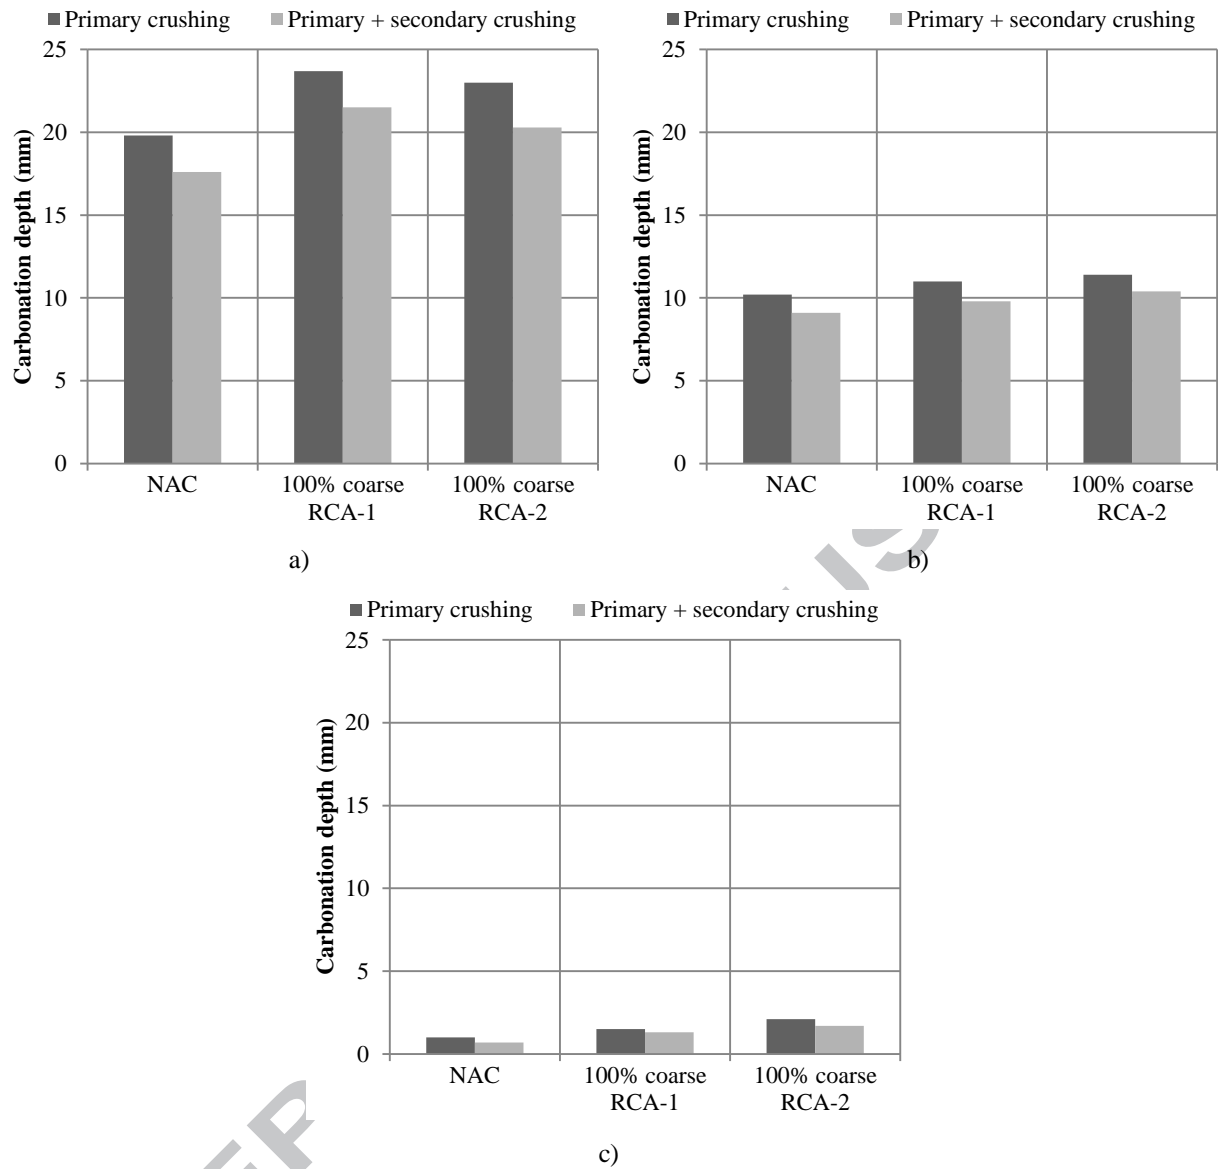 Primary crushing Primary + secondary crushing
25
20
15
10
5
0
Carbonation depth (mm)
NAC 100% coarse 100% coarse
RCA-1 RCA-2
a)
Primary crushing Primary + secondary crushing
25
20
15
10
5
0
Carbonation depth (mm)
NAC 100% coarse 100% coarse
RCA-1 RCA-2
b)
Primary crushing Primary + secondary crushing
25
20
15
10
5
0
Carbonation depth (mm)
NAC 100% coarse 100% coarse
RCA-1 RCA-2
c)